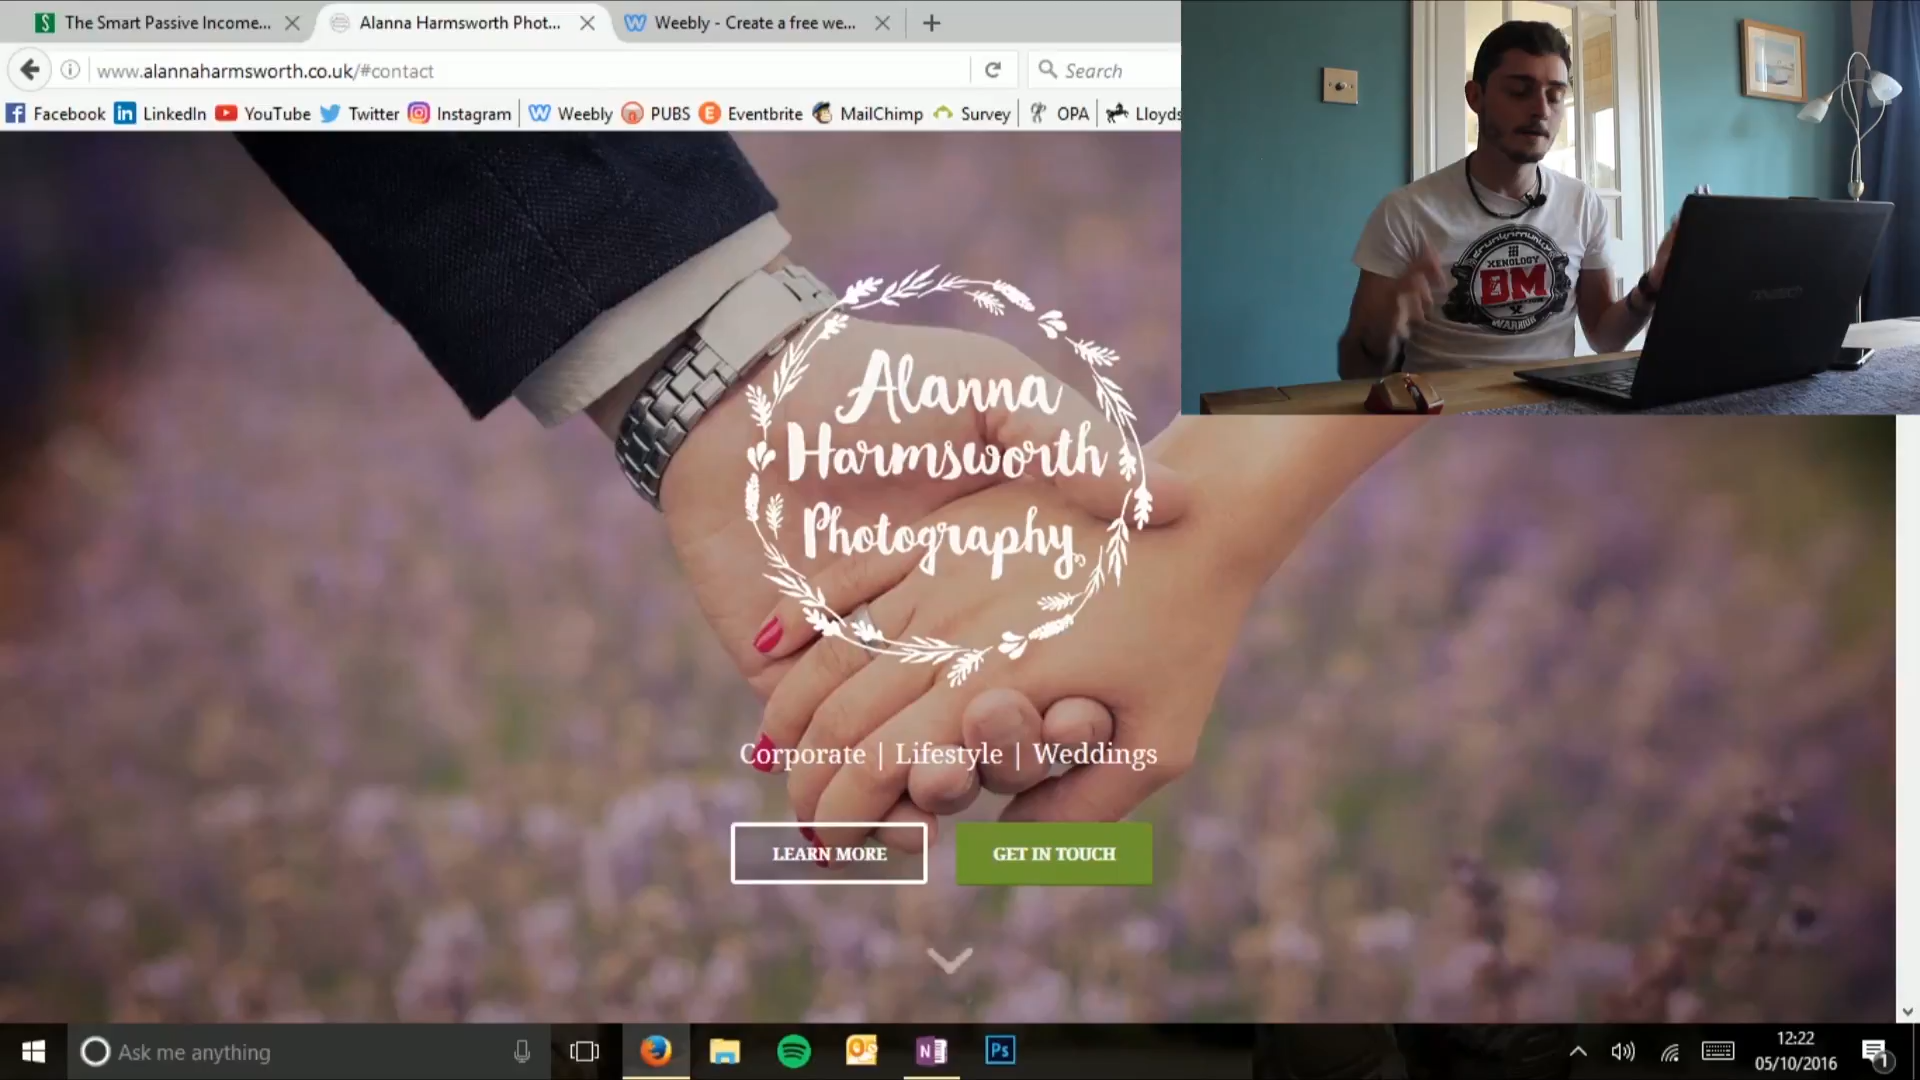 The Smart Passive Income...
Alanna Harmsworth Phot...
Weebly - Create a free we...
www.alannaharmsworth.co.uk/#contact
Search
Facebook LinkedIn YouTube Twitter Instagram Weebly PUBS Eventbrite MailChimp Survey OPA Lloyds
XENOLOGY
DM
WARRIOR
Alanna
Harmsworth
Photography
Corporate | Lifestyle | Weddings
LEARN MORE
GET IN TOUCH
Ask me anything
Ps
12:22
05/10/2016
1